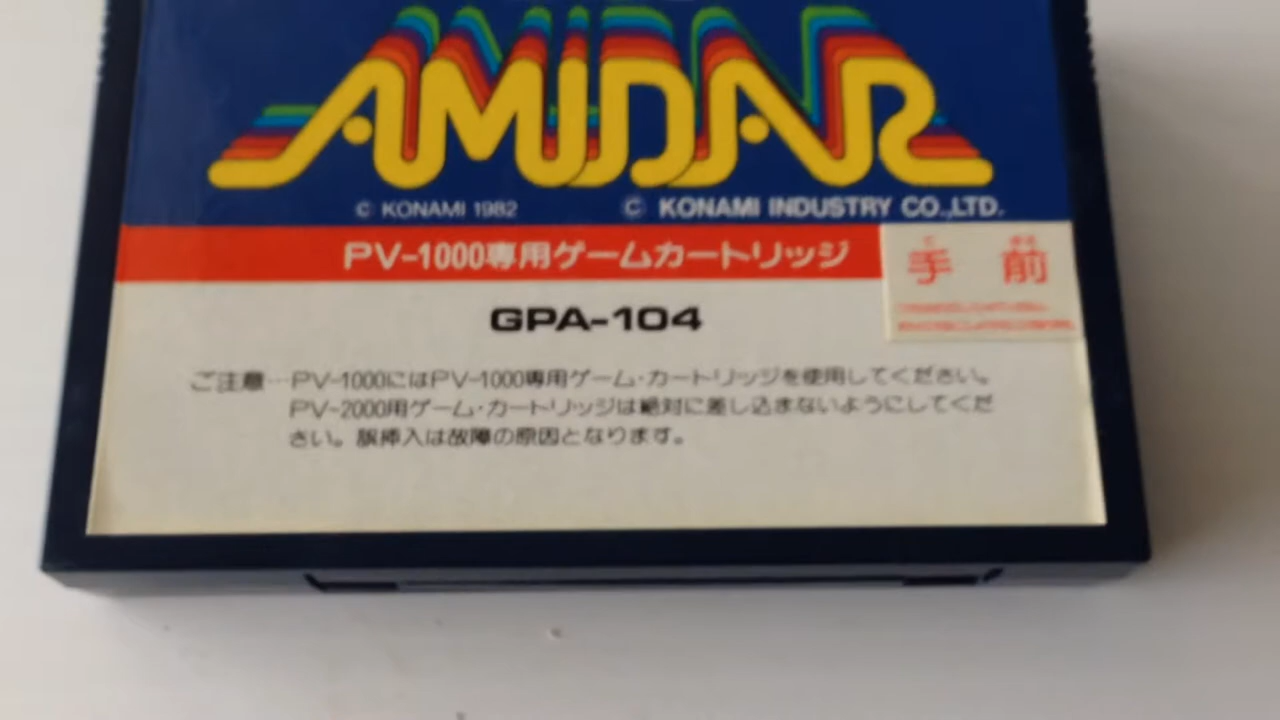 AMIDAR
© KONAMI 1982 © KONAMI INDUSTRY CO.,LTD.
PV-1000専用ゲームカートリッジ
手前
GPA-104
ご注意…PV-1000にはPV-1000専用ゲーム・カートリッジを使用してください。
PV-2000用ゲーム・カートリッジは絶対に差し込まないようにしてくだ
さい。誤挿入は故障の原因となります。